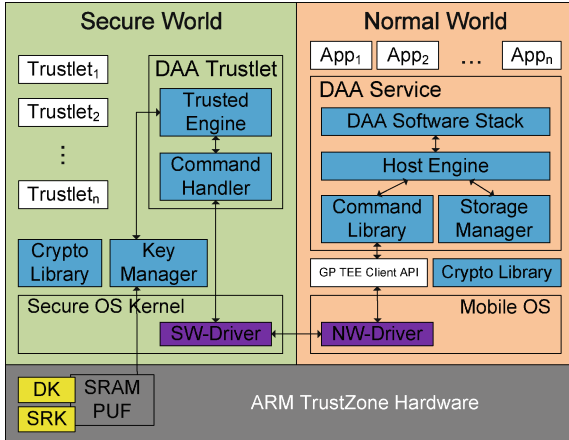 Secure World
Trustlet1
Trustlet2
⋮
Trustletn
DAA Trustlet
Trusted
Engine
Command
Handler
Crypto
Library
Key
Manager
Secure OS Kernel
SW-Driver
Normal World
App1
App2
...
Appn
DAA Service
DAA Software Stack
Host Engine
Command
Library
Storage
Manager
GP TEE Client API
Crypto Library
Mobile OS
NW-Driver
DK
SRK
SRAM
PUF
ARM TrustZone Hardware